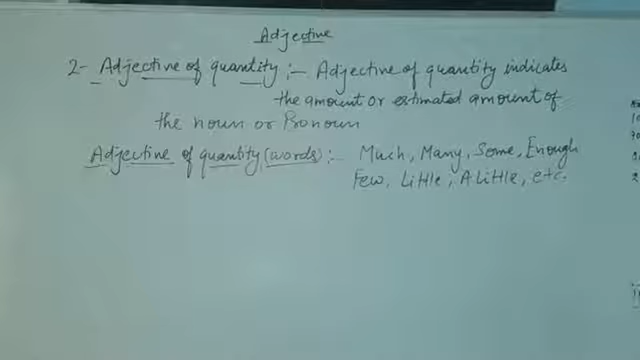 Adjective
2- Adjective of quantity :- Adjective of quantity indicates
the amount or estimated amount of
the noun or Pronoun
Adjective of quantity (words) :- Much, Many, Some, Enough
Few, Little, A Little, etc.